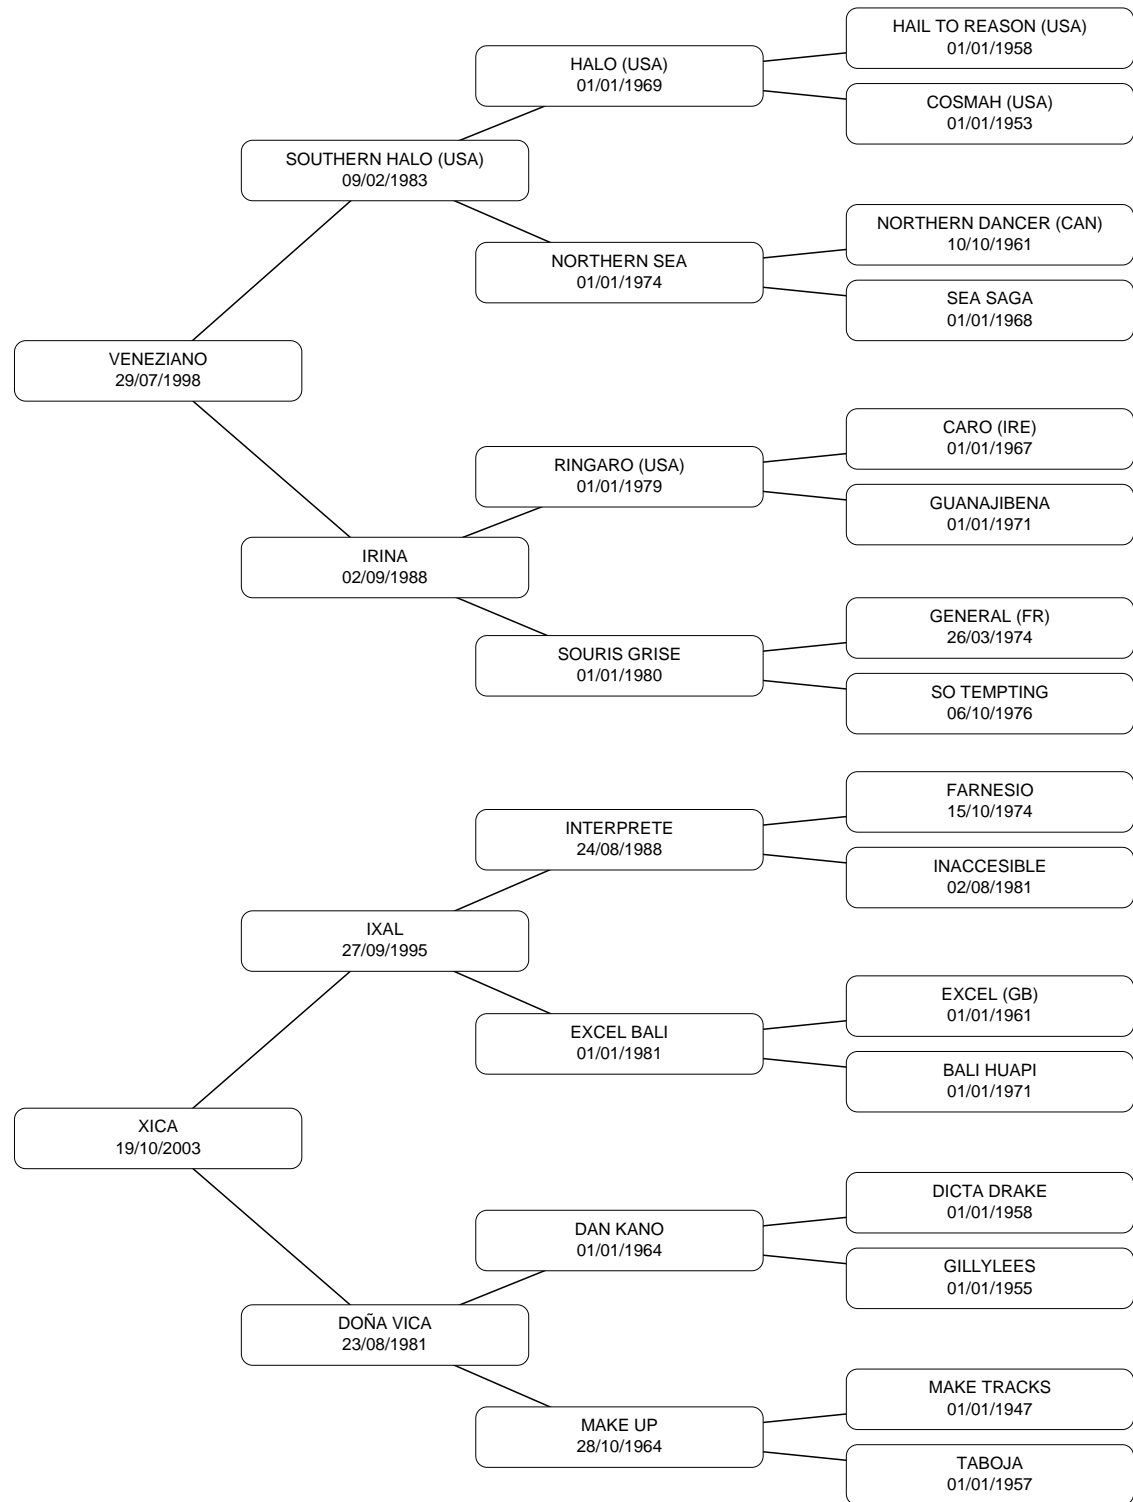 HAIL TO REASON (USA)
01/01/1958
HALO (USA)
01/01/1969
COSMAH (USA)
01/01/1953
SOUTHERN HALO (USA)
09/02/1983
NORTHERN DANCER (CAN)
10/10/1961
NORTHERN SEA
01/01/1974
SEA SAGA
01/01/1968
VENEZIANO
29/07/1998
CARO (IRE)
01/01/1967
RINGARO (USA)
01/01/1979
GUANAJIBENA
01/01/1971
IRINA
02/09/1988
GENERAL (FR)
26/03/1974
SOURIS GRISE
01/01/1980
SO TEMPTING
06/10/1976
FARNESIO
15/10/1974
INTERPRETE
24/08/1988
INACCESIBLE
02/08/1981
IXAL
27/09/1995
EXCEL (GB)
01/01/1961
EXCEL BALI
01/01/1981
BALI HUAPI
01/01/1971
XICA
19/10/2003
DICTA DRAKE
01/01/1958
DAN KANO
01/01/1964
GILLYLEES
01/01/1955
DOÑA VICA
23/08/1981
MAKE TRACKS
01/01/1947
MAKE UP
28/10/1964
TABOJA
01/01/1957